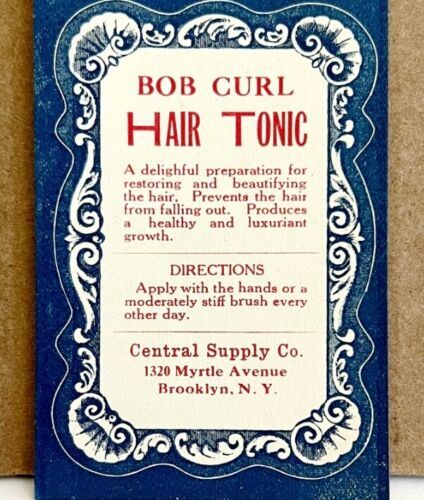 BOB CURL
HAIR TONIC
A delighful preparation for
restoring and beautifying
the hair. Prevents the hair
from falling out. Produces
a healthy and luxuriant
growth.
DIRECTIONS
Apply with the hands or a
moderately stiff brush every
other day.
Central Supply Co.
1320 Myrtle Avenue
Brooklyn, N. Y.